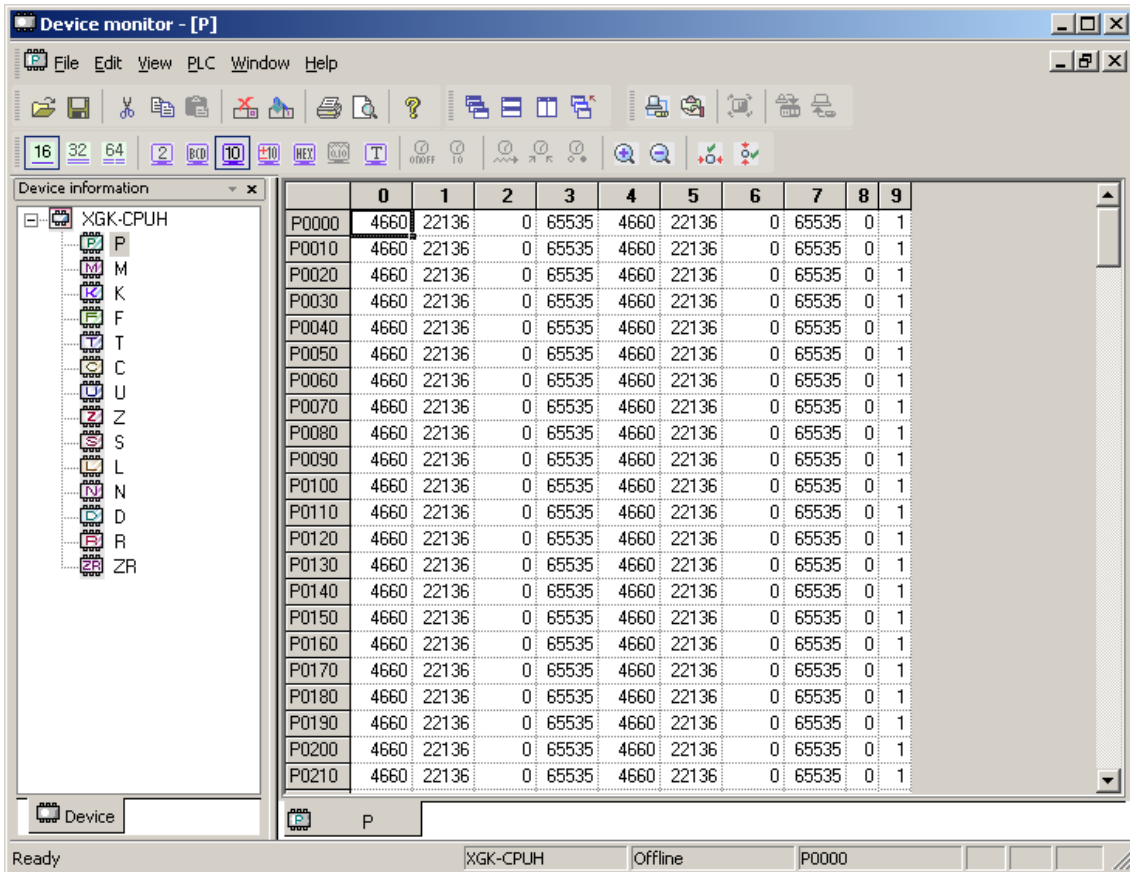 Device monitor - [P]
File Edit View PLC Window Help
16 32 64 2 BCD 10 ±10 HEX 0.10 T ON/OFF 10
Device information
XGK-CPUH
P
M
K
F
T
C
U
Z
S
L
N
D
R
ZR
0 1 2 3 4 5 6 7 8 9
P0000 4660 22136 0 65535 4660 22136 0 65535 0 1
P0010 4660 22136 0 65535 4660 22136 0 65535 0 1
P0020 4660 22136 0 65535 4660 22136 0 65535 0 1
P0030 4660 22136 0 65535 4660 22136 0 65535 0 1
P0040 4660 22136 0 65535 4660 22136 0 65535 0 1
P0050 4660 22136 0 65535 4660 22136 0 65535 0 1
P0060 4660 22136 0 65535 4660 22136 0 65535 0 1
P0070 4660 22136 0 65535 4660 22136 0 65535 0 1
P0080 4660 22136 0 65535 4660 22136 0 65535 0 1
P0090 4660 22136 0 65535 4660 22136 0 65535 0 1
P0100 4660 22136 0 65535 4660 22136 0 65535 0 1
P0110 4660 22136 0 65535 4660 22136 0 65535 0 1
P0120 4660 22136 0 65535 4660 22136 0 65535 0 1
P0130 4660 22136 0 65535 4660 22136 0 65535 0 1
P0140 4660 22136 0 65535 4660 22136 0 65535 0 1
P0150 4660 22136 0 65535 4660 22136 0 65535 0 1
P0160 4660 22136 0 65535 4660 22136 0 65535 0 1
P0170 4660 22136 0 65535 4660 22136 0 65535 0 1
P0180 4660 22136 0 65535 4660 22136 0 65535 0 1
P0190 4660 22136 0 65535 4660 22136 0 65535 0 1
P0200 4660 22136 0 65535 4660 22136 0 65535 0 1
P0210 4660 22136 0 65535 4660 22136 0 65535 0 1
Device
P
Ready XGK-CPUH Offline P0000